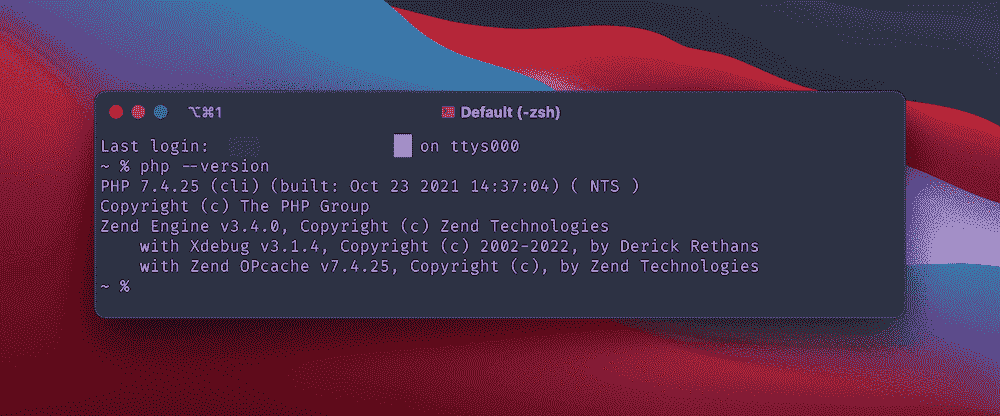 ⌥⌘1
Default (-zsh)
Last login: on ttys000
~ % php --version
PHP 7.4.25 (cli) (built: Oct 23 2021 14:37:04) ( NTS )
Copyright (c) The PHP Group
Zend Engine v3.4.0, Copyright (c) Zend Technologies
    with Xdebug v3.1.4, Copyright (c) 2002-2022, by Derick Rethans
    with Zend OPcache v7.4.25, Copyright (c), by Zend Technologies
~ %